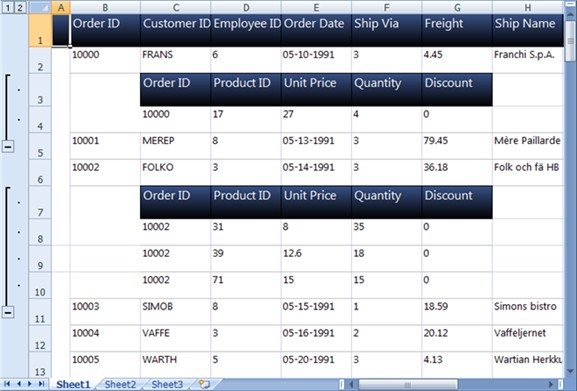 1 2 A B C D E F G H
1 Order ID Customer ID Employee ID Order Date Ship Via Freight Ship Name
2 10000 FRANS 6 05-10-1991 3 4.45 Franchi S.p.A.
3 Order ID Product ID Unit Price Quantity Discount
4 10000 17 27 4 0
5 10001 MEREP 8 05-13-1991 3 79.45 Mère Paillarde
6 10002 FOLKO 3 05-14-1991 3 36.18 Folk och fä HB
7 Order ID Product ID Unit Price Quantity Discount
8 10002 31 8 35 0
9 10002 39 12.6 18 0
10 10002 71 15 15 0
11 10003 SIMOB 8 05-15-1991 1 18.59 Simons bistro
12 10004 VAFFE 3 05-16-1991 2 20.12 Vaffeljernet
13 10005 WARTH 5 05-20-1991 3 4.13 Wartian Herkku
Sheet1 Sheet2 Sheet3